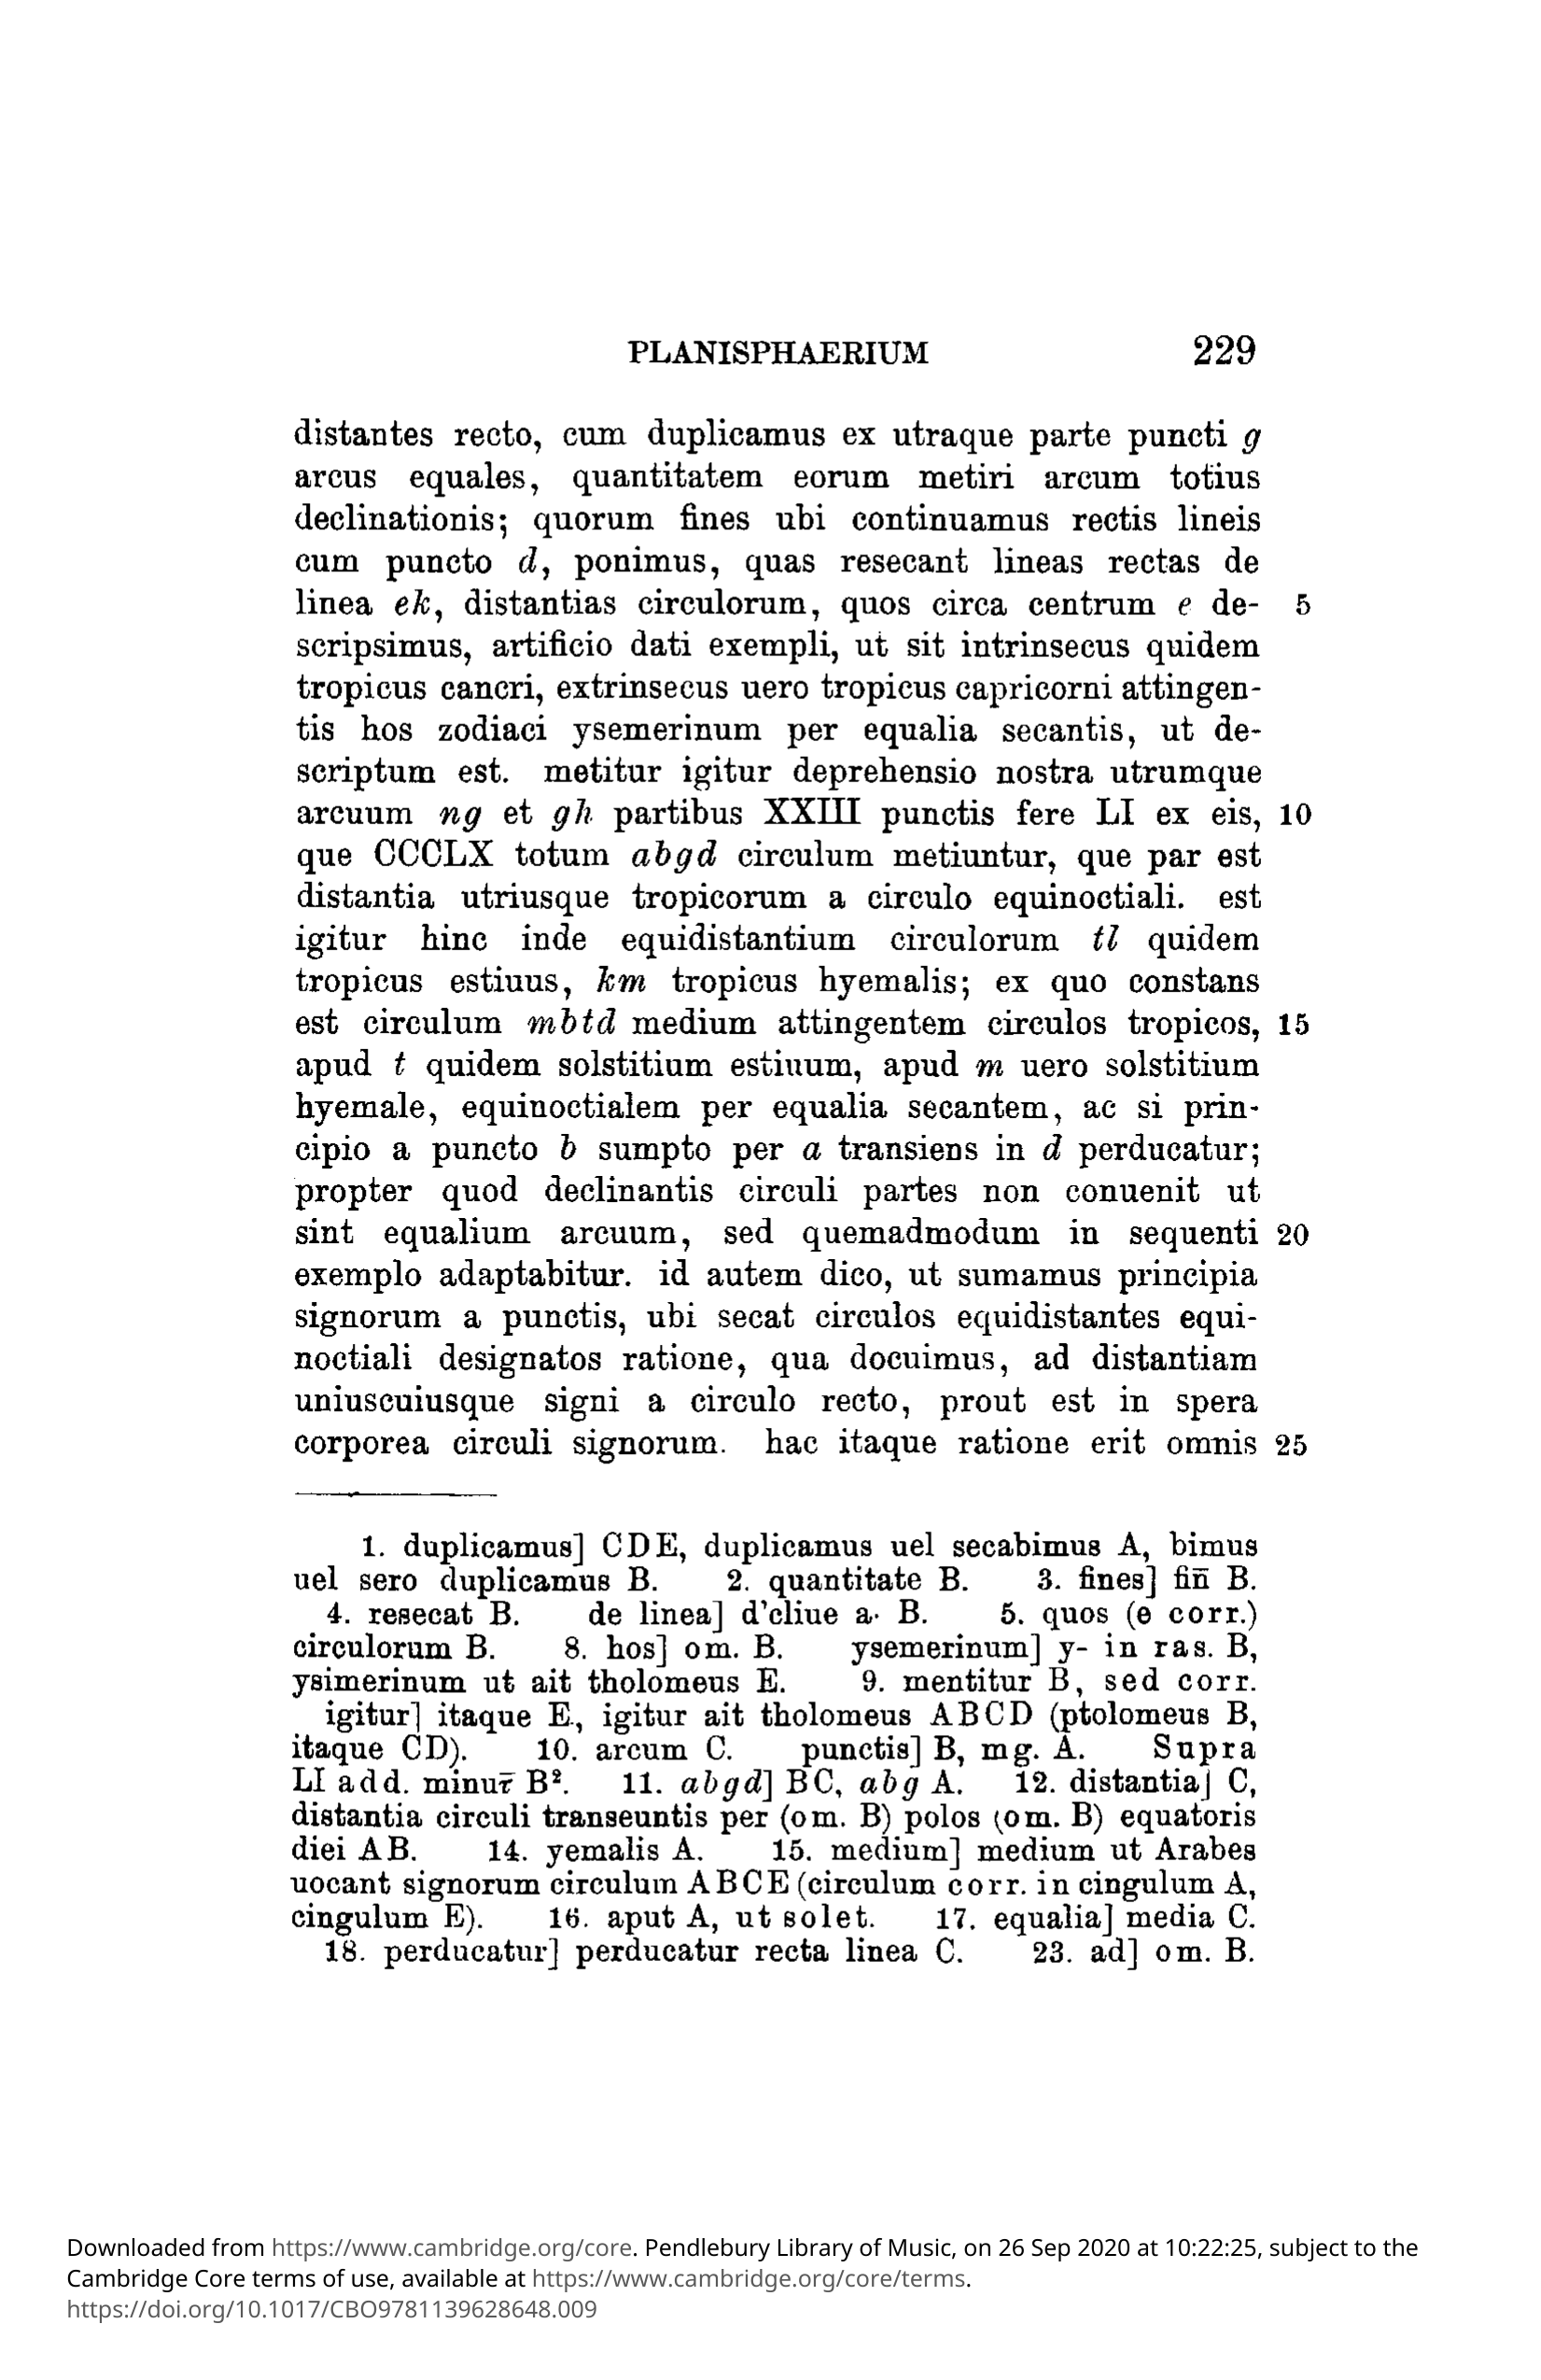 PLANISPHAERIUM 229
distantes recto, cum duplicamus ex utraque parte puncti g
arcus equales, quantitatem eorum metiri arcum totius
declinationis; quorum fines ubi continuamus rectis lineis
cum puncto d, ponimus, quas resecant lineas rectas de
linea ek, distantias circulorum, quos circa centrum e de- 5
scripsimus, artificio dati exempli, ut sit intrinsecus quidem
tropicus cancri, extrinsecus uero tropicus capricorni attingen-
tis hos zodiaci ysemerinum per equalia secantis, ut de-
scriptum est. metitur igitur deprehensio nostra utrumque
arcuum ng et gh partibus XXIII punctis fere LI ex eis, 10
que CCCLX totum abgd circulum metiuntur, que par est
distantia utriusque tropicorum a circulo equinoctiali. est
igitur hinc inde equidistantium circulorum tl quidem
tropicus estiuus, km tropicus hyemalis; ex quo constans
est circulum mbtd medium attingentem circulos tropicos, 15
apud t quidem solstitium estiuum, apud m uero solstitium
hyemale, equinoctialem per equalia secantem, ac si prin-
cipio a puncto b sumpto per a transiens in d perducatur;
propter quod declinantis circuli partes non conuenit ut
sint equalium arcuum, sed quemadmodum in sequenti 20
exemplo adaptabitur. id autem dico, ut sumamus principia
signorum a punctis, ubi secat circulos equidistantes equi-
noctiali designatos ratione, qua docuimus, ad distantiam
uniuscuiusque signi a circulo recto, prout est in spera
corporea circuli signorum. hac itaque ratione erit omnis 25
1. duplicamus] CDE, duplicamus uel secabimus A, bimus
uel sero duplicamus B. 2. quantitate B. 3. fines] fin̄ B.
4. resecat B. de linea] d'cliue a· B. 5. quos (e corr.)
circulorum B. 8. hos] om. B. ysemerinum] y- in ras. B,
ysimerinum ut ait tholomeus E. 9. mentitur B, sed corr.
igitur] itaque E, igitur ait tholomeus ABCD (ptolomeus B,
itaque CD). 10. arcum C. punctis] B, mg. A. Supra
LI add. minuτ̄ B². 11. abgd] BC, abg A. 12. distantia] C,
distantia circuli transeuntis per (om. B) polos (om. B) equatoris
diei AB. 14. yemalis A. 15. medium] medium ut Arabes
uocant signorum circulum ABCE (circulum corr. in cingulum A,
cingulum E). 16. aput A, ut solet. 17. equalia] media C.
18. perducatur] perducatur recta linea C. 23. ad] om. B.
Downloaded from https://www.cambridge.org/core. Pendlebury Library of Music, on 26 Sep 2020 at 10:22:25, subject to the
Cambridge Core terms of use, available at https://www.cambridge.org/core/terms.
https://doi.org/10.1017/CBO9781139628648.009